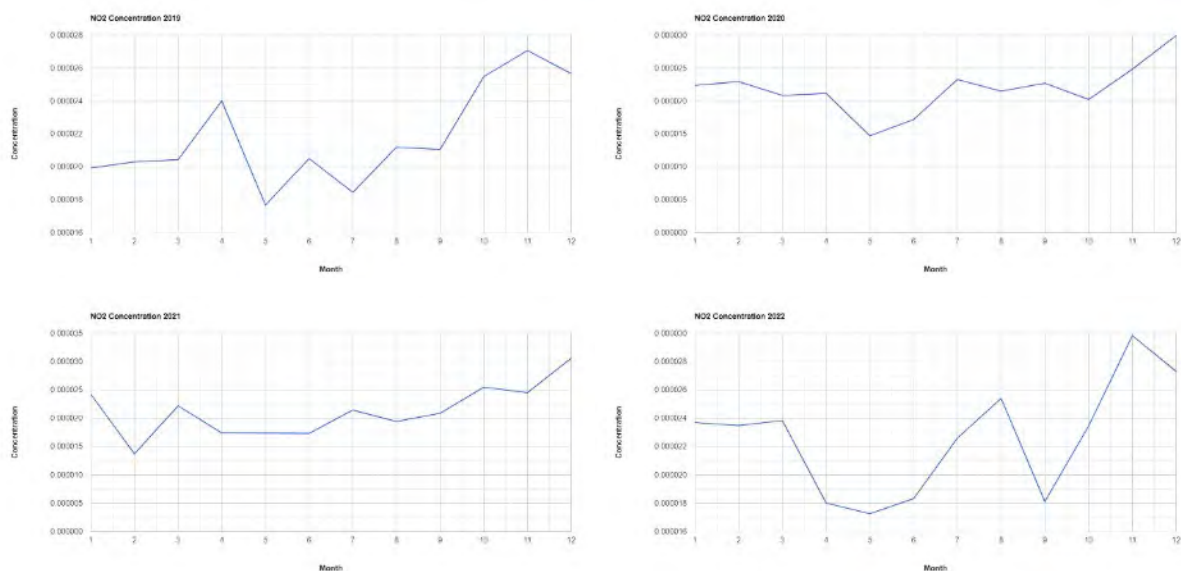 NO2 Concentration 2019
Concentration
0.000028
0.000026
0.000024
0.000022
0.000020
0.000018
0.000016
1 2 3 4 5 6 7 8 9 10 11 12
Month
NO2 Concentration 2020
Concentration
0.000030
0.000025
0.000020
0.000015
0.000010
0.000005
0.000000
1 2 3 4 5 6 7 8 9 10 11 12
Month
NO2 Concentration 2021
Concentration
0.000035
0.000030
0.000025
0.000020
0.000015
0.000010
0.000005
0.000000
1 2 3 4 5 6 7 8 9 10 11 12
Month
NO2 Concentration 2022
Concentration
0.000030
0.000028
0.000026
0.000024
0.000022
0.000020
0.000018
0.000016
1 2 3 4 5 6 7 8 9 10 11 12
Month